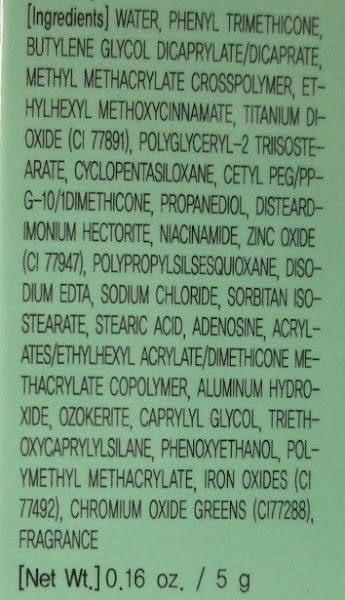 [Ingredients] WATER, PHENYL TRIMETHICONE,
BUTYLENE GLYCOL DICAPRYLATE/DICAPRATE,
METHYL METHACRYLATE CROSSPOLYMER, ET-
HYLHEXYL METHOXYCINNAMATE, TITANIUM DI-
OXIDE (CI 77891), POLYGLYCERYL-2 TRIISOSTE-
ARATE, CYCLOPENTASILOXANE, CETYL PEG/PP-
G-10/1DIMETHICONE, PROPANEDIOL, DISTEARD-
IMONIUM HECTORITE, NIACINAMIDE, ZINC OXIDE
(CI 77947), POLYPROPYLSILSESQUIOXANE, DISO-
DIUM EDTA, SODIUM CHLORIDE, SORBITAN ISO-
STEARATE, STEARIC ACID, ADENOSINE, ACRYL-
ATES/ETHYLHEXYL ACRYLATE/DIMETHICONE ME-
THACRYLATE COPOLYMER, ALUMINUM HYDRO-
XIDE, OZOKERITE, CAPRYLYL GLYCOL, TRIETH-
OXYCAPRYLYLSILANE, PHENOXYETHANOL, POL-
YMETHYL METHACRYLATE, IRON OXIDES (CI
77492), CHROMIUM OXIDE GREENS (CI77288),
FRAGRANCE
[Net Wt.] 0.16 oz. / 5 g